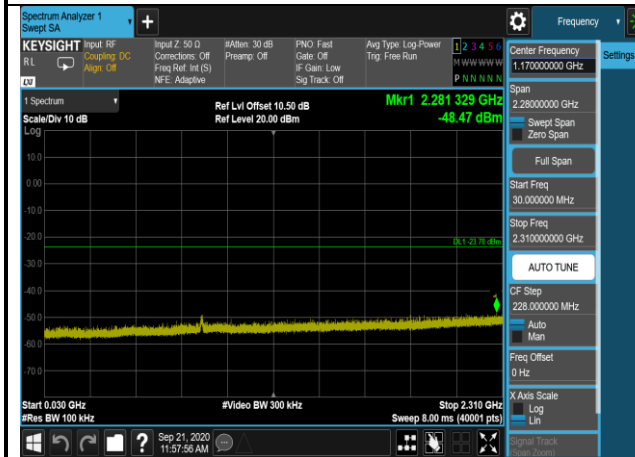 Spectrum Analyzer 1
Swept SA
Frequency
KEYSIGHT
RL
LXI
Input: RF
Coupling: DC
Align: Off
Input Z: 50 Ω
Corrections: Off
Freq Ref: Int (S)
NFE: Adaptive
#Atten: 30 dB
Preamp: Off
PNO: Fast
Gate: Off
IF Gain: Low
Sig Track: Off
Avg Type: Log-Power
Trig: Free Run
1 2 3 4 5 6
M W W W W W
P N N N N N
Settings
1 Spectrum
Scale/Div 10 dB
Log
Ref Lvl Offset 10.50 dB
Ref Level 20.00 dBm
Mkr1 2.281 329 GHz
-48.47 dBm
10.0
0.00
-10.0
-20.0
-30.0
-40.0
-50.0
-60.0
-70.0
DL1 -23.78 dBm
1
Start 0.030 GHz
#Res BW 100 kHz
#Video BW 300 kHz
Stop 2.310 GHz
Sweep 8.00 ms (40001 pts)
Center Frequency
1.170000000 GHz
Span
2.28000000 GHz
Swept Span
Zero Span
Full Span
Start Freq
30.000000 MHz
Stop Freq
2.310000000 GHz
AUTO TUNE
CF Step
228.000000 MHz
Auto
Man
Freq Offset
0 Hz
X Axis Scale
Log
Lin
Signal Track
(Span Zoom)
?
Sep 21, 2020
11:57:56 AM